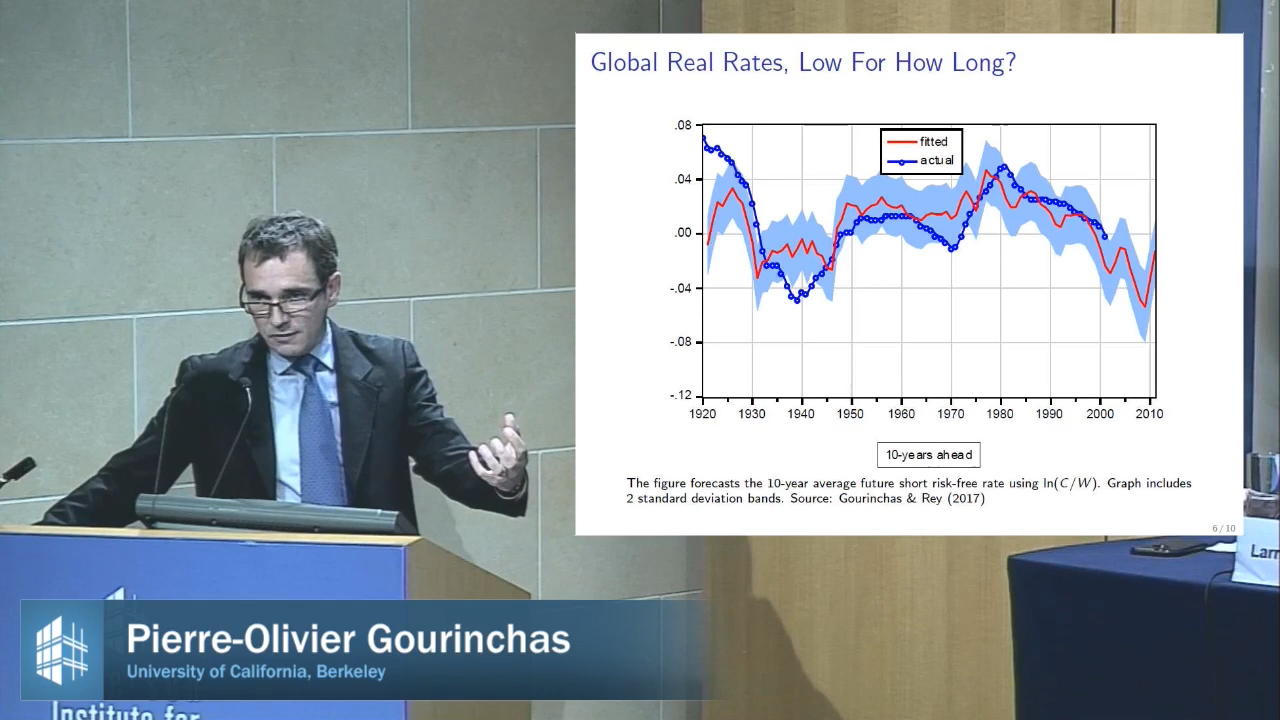 Global Real Rates, Low For How Long?
.08
.04
.00
-.04
-.08
-.12
fitted
actual
1920 1930 1940 1950 1960 1970 1980 1990 2000 2010
10-years ahead
The figure forecasts the 10-year average future short risk-free rate using ln(C/W). Graph includes
2 standard deviation bands. Source: Gourinchas & Rey (2017)
6 / 10
Larr
Pierre-Olivier Gourinchas
University of California, Berkeley
Institute for